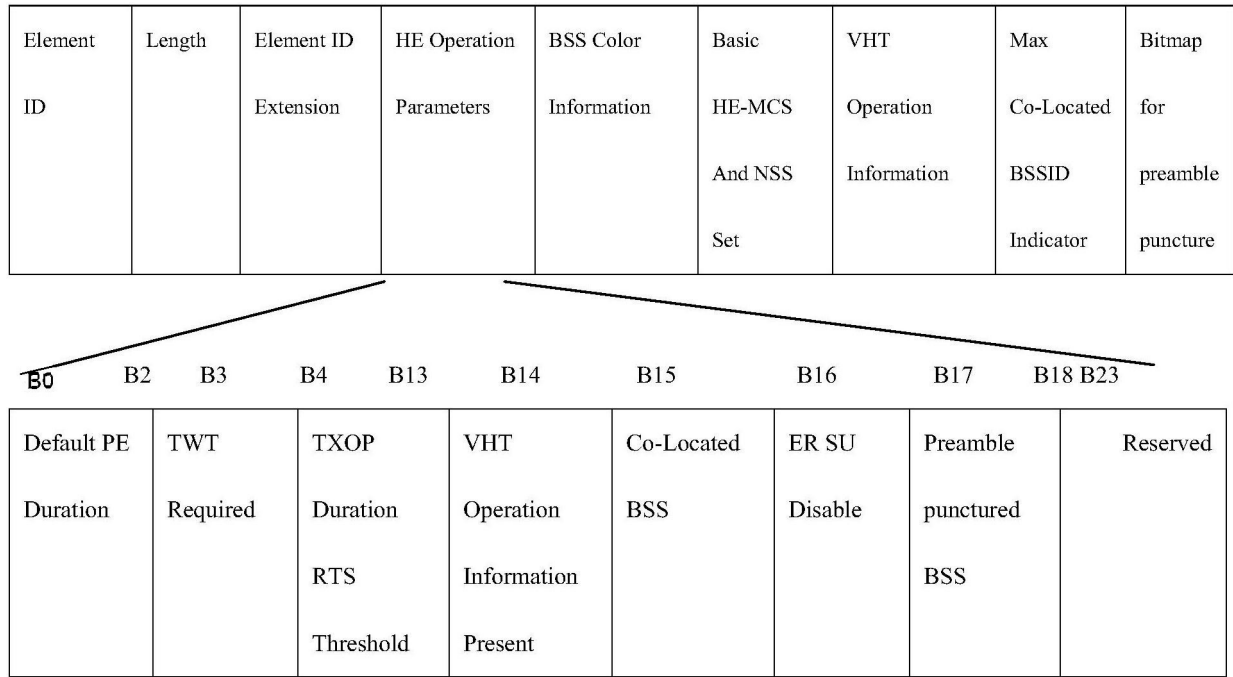 Element ID
Length
Element ID Extension
HE Operation Parameters
BSS Color Information
Basic HE-MCS And NSS Set
VHT Operation Information
Max Co-Located BSSID Indicator
Bitmap for preamble puncture
B0 B2 B3 B4 B13 B14 B15 B16 B17 B18 B23
Default PE Duration
TWT Required
TXOP Duration RTS Threshold
VHT Operation Information Present
Co-Located BSS
ER SU Disable
Preamble punctured BSS
Reserved